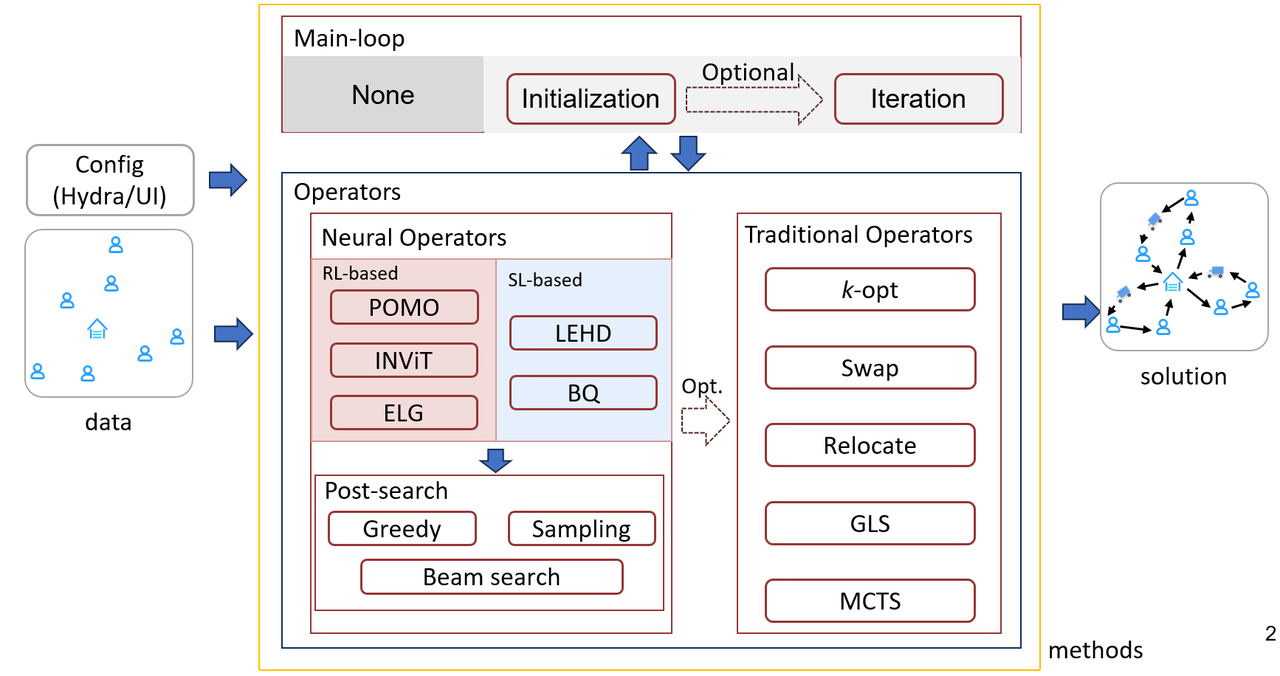 Main-loop
None
Initialization
Optional
Iteration
Config
(Hydra/UI)
data
Operators
Neural Operators
RL-based
POMO
INViT
ELG
SL-based
LEHD
BQ
Post-search
Greedy
Sampling
Beam search
Opt.
Traditional Operators
k-opt
Swap
Relocate
GLS
MCTS
solution
methods
2